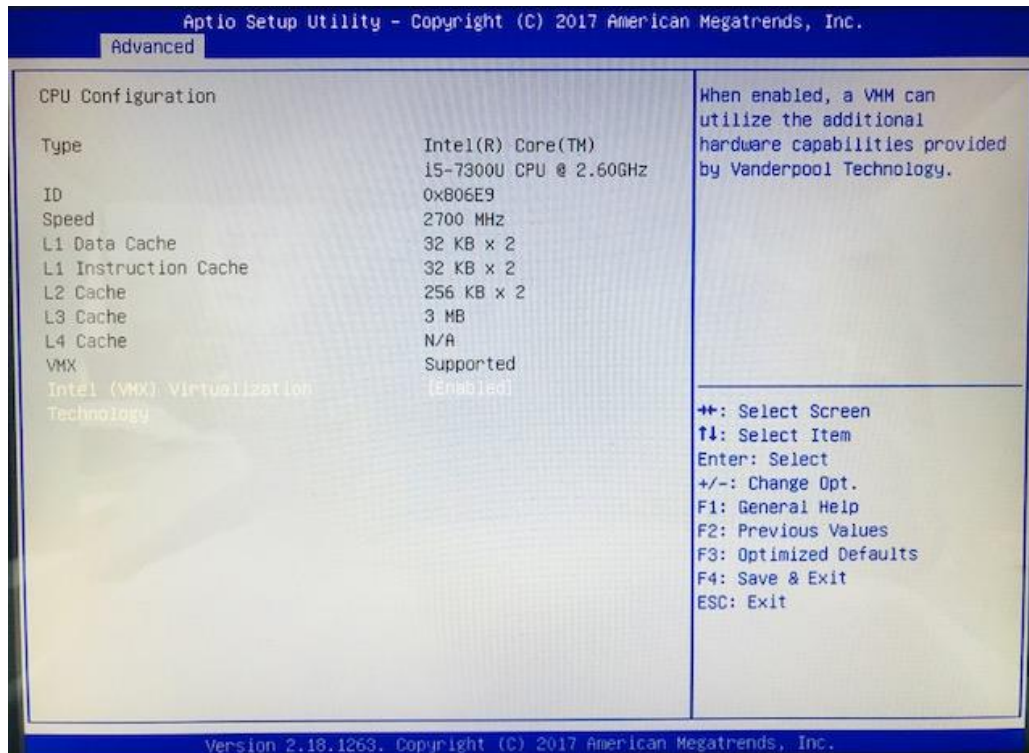 Aptio Setup Utility - Copyright (C) 2017 American Megatrends, Inc.
Advanced
CPU Configuration
Type Intel(R) Core(TM)
i5-7300U CPU @ 2.60GHz
ID 0x806E9
Speed 2700 MHz
L1 Data Cache 32 KB x 2
L1 Instruction Cache 32 KB x 2
L2 Cache 256 KB x 2
L3 Cache 3 MB
L4 Cache N/A
VMX Supported
Intel (VMX) Virtualization [Enabled]
Technology
When enabled, a VMM can
utilize the additional
hardware capabilities provided
by Vanderpool Technology.
→←: Select Screen
↑↓: Select Item
Enter: Select
+/-: Change Opt.
F1: General Help
F2: Previous Values
F3: Optimized Defaults
F4: Save & Exit
ESC: Exit
Version 2.18.1263. Copyright (C) 2017 American Megatrends, Inc.